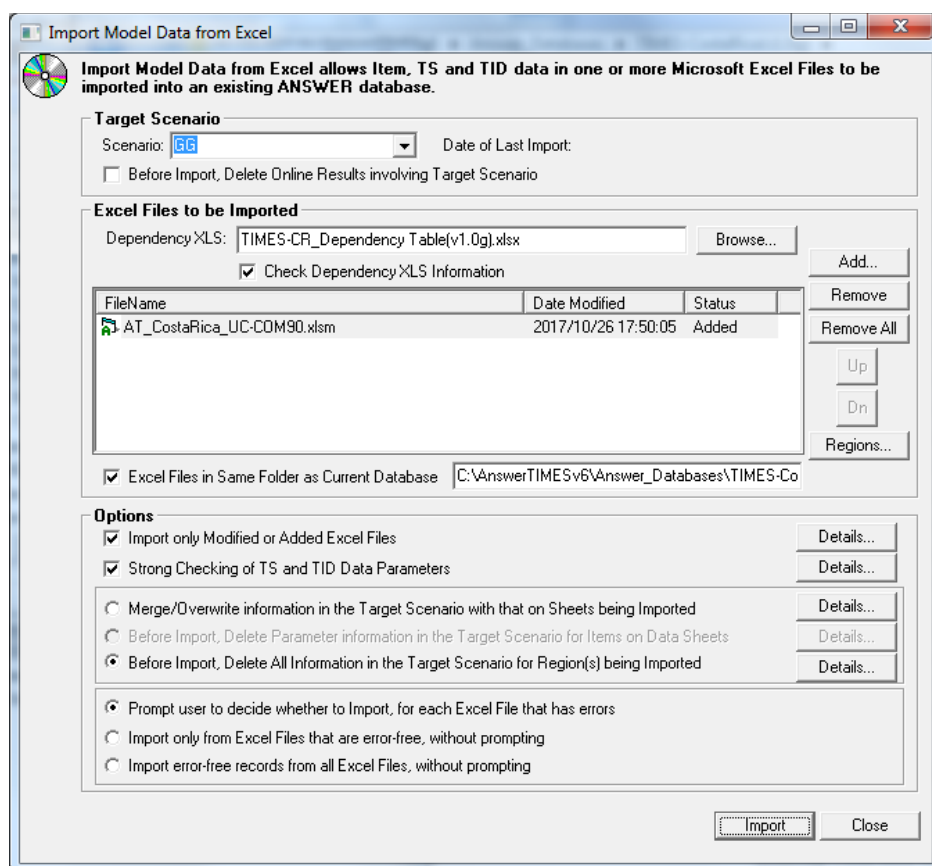 Import Model Data from Excel
Import Model Data from Excel allows Item, TS and TID data in one or more Microsoft Excel Files to be
imported into an existing ANSWER database.
Target Scenario
Scenario: GG Date of Last Import:
Before Import, Delete Online Results involving Target Scenario
Excel Files to be Imported
Dependency XLS: TIMES-CR_Dependency Table(v1.0g).xlsx Browse...
Check Dependency XLS Information
Add...
FileName Date Modified Status
Remove
AT_CostaRica_UC-COM90.xlsm 2017/10/26 17:50:05 Added
Remove All
Up
Dn
Regions...
Excel Files in Same Folder as Current Database C:\AnswerTIMESv6\Answer_Databases\TIMES-Co
Options
Import only Modified or Added Excel Files Details...
Strong Checking of TS and TID Data Parameters Details...
Merge/Overwrite information in the Target Scenario with that on Sheets being Imported Details...
Before Import, Delete Parameter information in the Target Scenario for Items on Data Sheets Details...
Before Import, Delete All Information in the Target Scenario for Region(s) being Imported Details...
Prompt user to decide whether to Import, for each Excel File that has errors
Import only from Excel Files that are error-free, without prompting
Import error-free records from all Excel Files, without prompting
Import Close